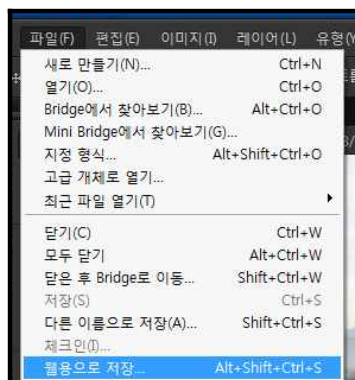 파일(F) 편집(E) 이미지(I) 레이어(L) 유형(Y
새로 만들기(N)... Ctrl+N
열기(O)... Ctrl+O
Bridge에서 찾아보기(B)... Alt+Ctrl+O
Mini Bridge에서 찾아보기(G)...
지정 형식... Alt+Shift+Ctrl+O
고급 개체로 열기...
최근 파일 열기(T)
닫기(C) Ctrl+W
모두 닫기 Alt+Ctrl+W
닫은 후 Bridge로 이동... Shift+Ctrl+W
저장(S) Ctrl+S
다른 이름으로 저장(A)... Shift+Ctrl+S
체크인(I)...
웹용으로 저장... Alt+Shift+Ctrl+S